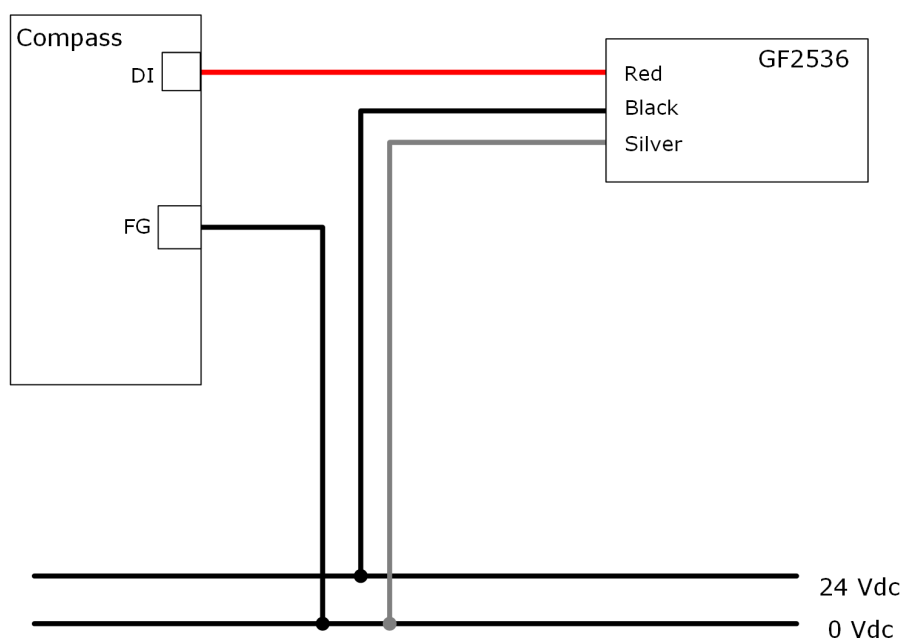 Compass
DI
GF2536
Red
Black
Silver
FG
24 Vdc
0 Vdc